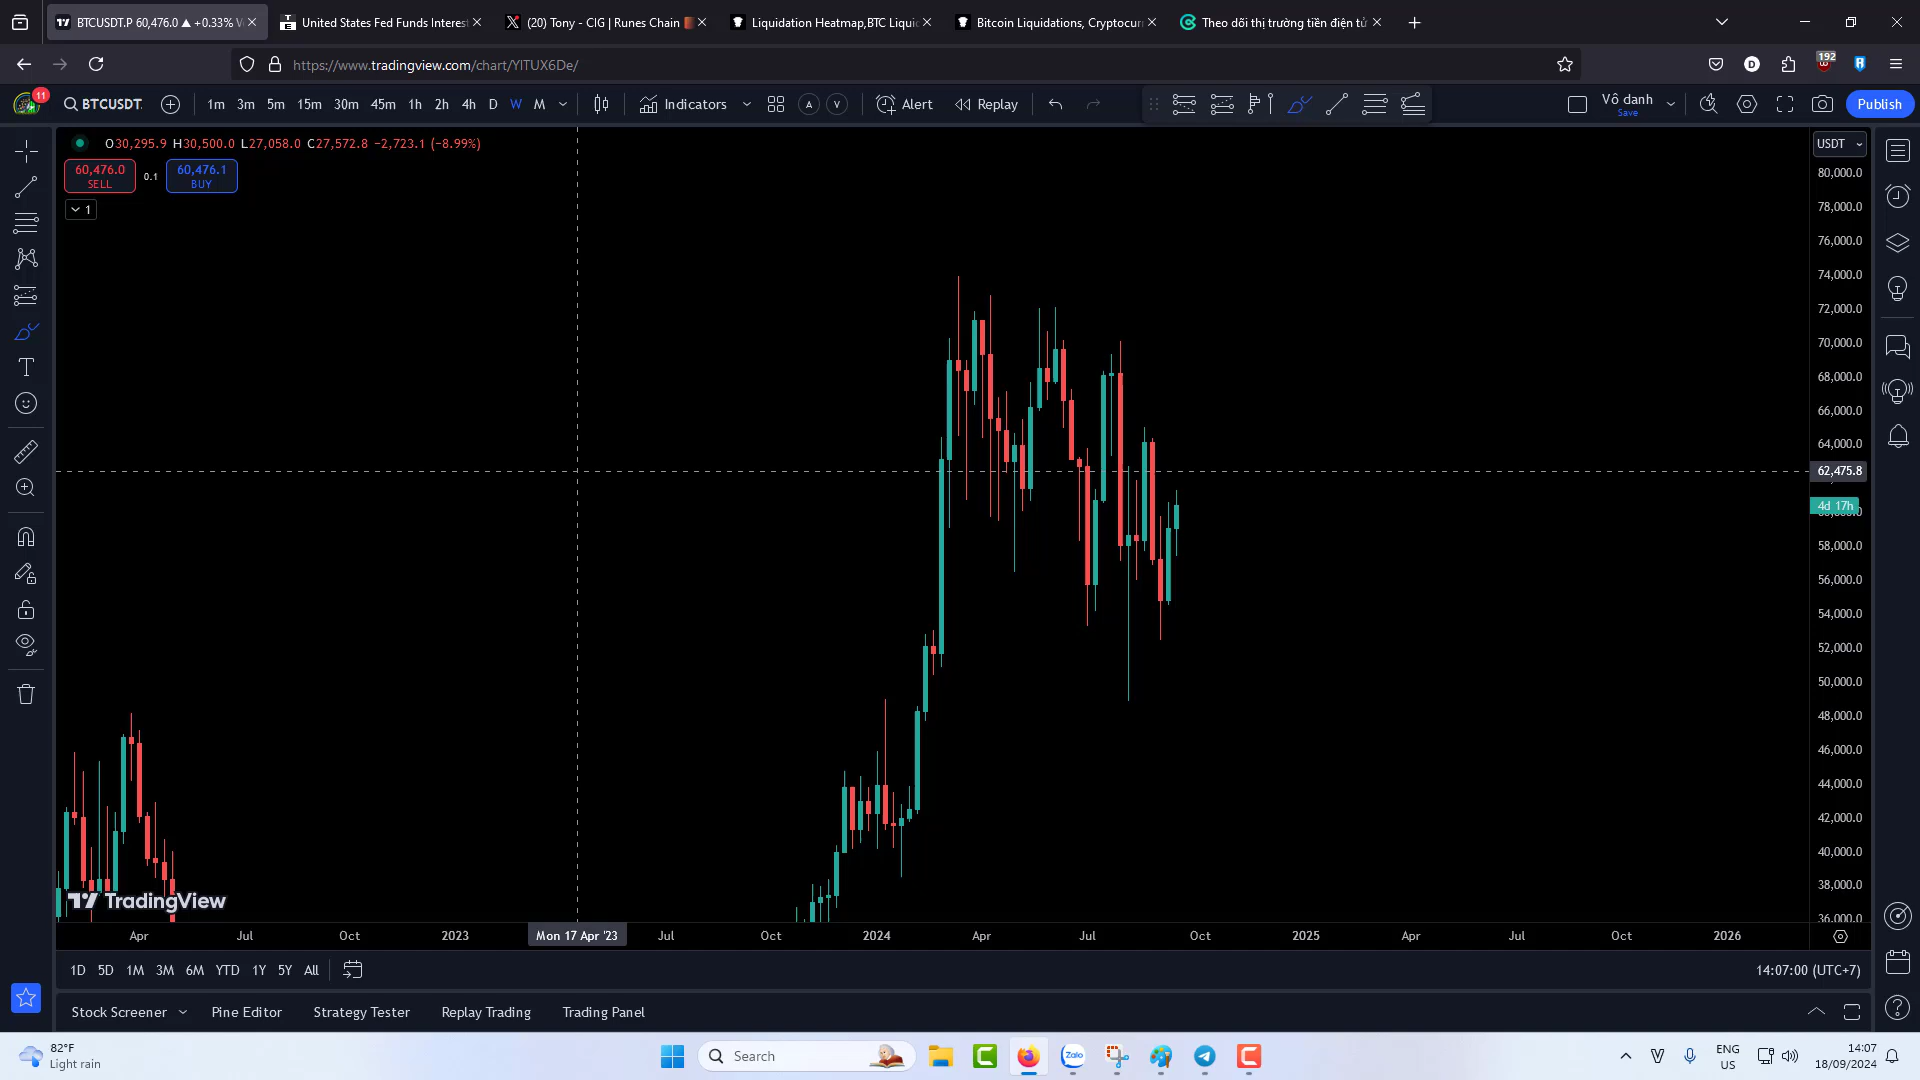 BTCUSDT.P 60,476.0 ▲ +0.33%
United States Fed Funds Interes
(20) Tony - CIG | Runes Chain
Liquidation Heatmap,BTC Liquid
Bitcoin Liquidations, Cryptocur
Theo dõi thị trường tiền điện tử
https://www.tradingview.com/chart/YlTUX6De/
192
11
BTCUSDT.
1m 3m 5m 15m 30m 45m 1h 2h 4h D W M
Indicators
A
V
Alert
Replay
Vô danh
Save
Publish
O30,295.9 H30,500.0 L27,058.0 C27,572.8 −2,723.1 (−8.99%)
60,476.0
SELL
0.1
60,476.1
BUY
1
USDT
80,000.0
78,000.0
76,000.0
74,000.0
72,000.0
70,000.0
68,000.0
66,000.0
64,000.0
62,475.8
4d 17h
58,000.0
56,000.0
54,000.0
52,000.0
50,000.0
48,000.0
46,000.0
44,000.0
42,000.0
40,000.0
38,000.0
36,000.0
TradingView
Apr Jul Oct 2023 Mon 17 Apr '23 Jul Oct 2024 Apr Jul Oct 2025 Apr Jul Oct 2026
1D 5D 1M 3M 6M YTD 1Y 5Y All
14:07:00 (UTC+7)
Stock Screener Pine Editor Strategy Tester Replay Trading Trading Panel
82°F
Light rain
Search
Zalo
ENG
US
14:07
18/09/2024